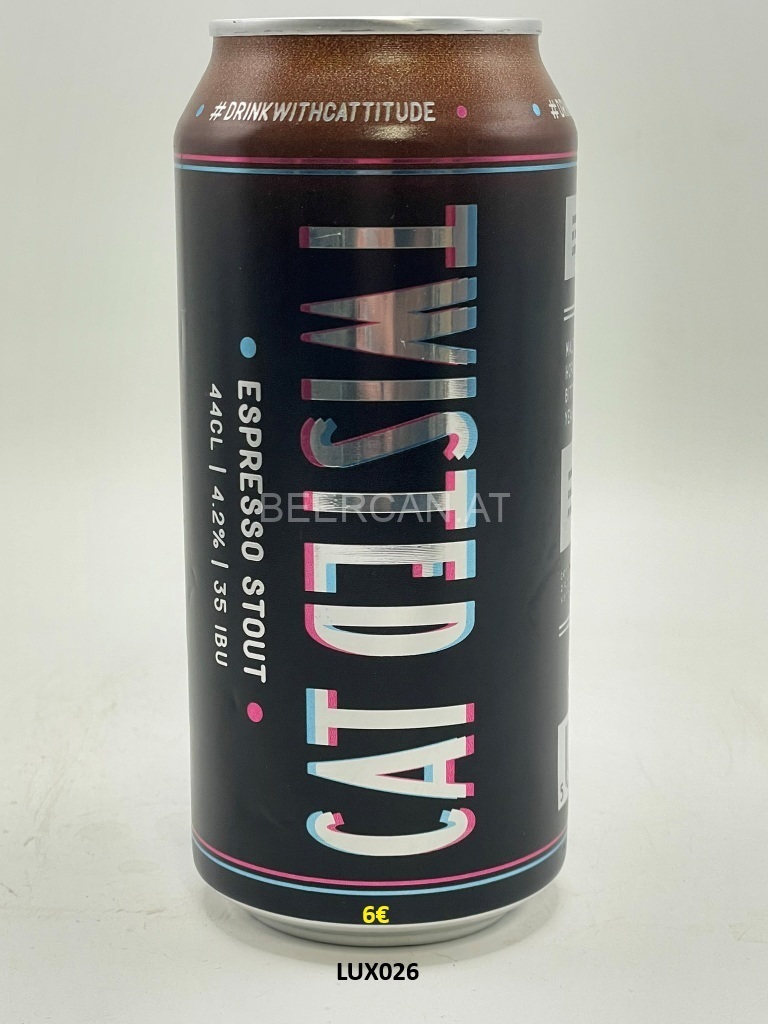 #DRINKWITHCATTITUDE
TWISTED CAT
ESPRESSO STOUT
44CL | 4.2% | 35 IBU
BEERCAN.AT
6€
LUX026